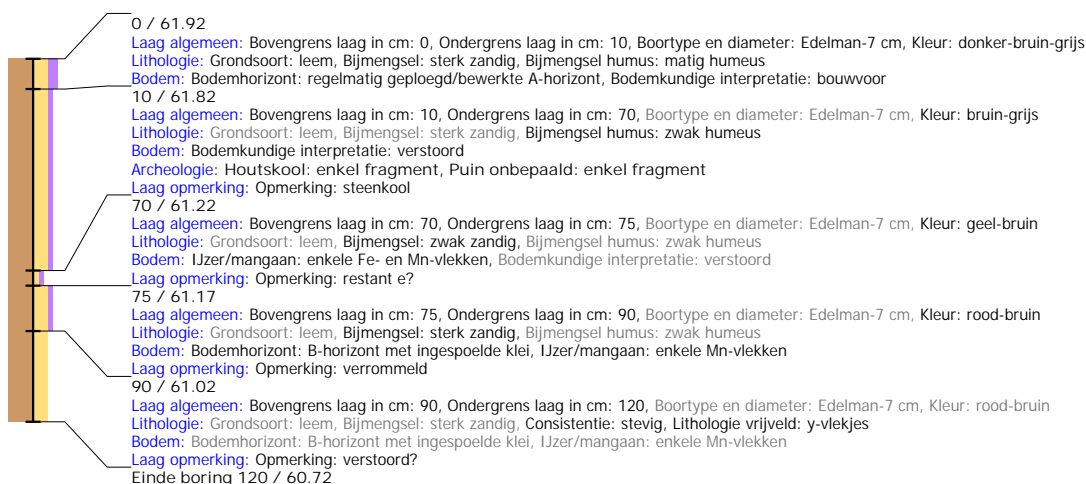 0 / 61.92
Laag algemeen: Bovengrens laag in cm: 0, Ondergrens laag in cm: 10, Boortype en diameter: Edelman-7 cm, Kleur: donker-bruin-grijs
Lithologie: Grondsoort: leem, Bijmengsel: sterk zandig, Bijmengsel humus: matig humeus
Bodem: Bodemhorizont: regelmatig geploegd/bewerkte A-horizont, Bodemkundige interpretatie: bouwvoor
10 / 61.82
Laag algemeen: Bovengrens laag in cm: 10, Ondergrens laag in cm: 70, Boortype en diameter: Edelman-7 cm, Kleur: bruin-grijs
Lithologie: Grondsoort: leem, Bijmengsel: sterk zandig, Bijmengsel humus: zwak humeus
Bodem: Bodemkundige interpretatie: verstoord
Archeologie: Houtskool: enkel fragment, Puin onbepaald: enkel fragment
Laag opmerking: Opmerking: steenkool
70 / 61.22
Laag algemeen: Bovengrens laag in cm: 70, Ondergrens laag in cm: 75, Boortype en diameter: Edelman-7 cm, Kleur: geel-bruin
Lithologie: Grondsoort: leem, Bijmengsel: zwak zandig, Bijmengsel humus: zwak humeus
Bodem: IJzer/mangaan: enkele Fe- en Mn-vlekken, Bodemkundige interpretatie: verstoord
Laag opmerking: Opmerking: restant e?
75 / 61.17
Laag algemeen: Bovengrens laag in cm: 75, Ondergrens laag in cm: 90, Boortype en diameter: Edelman-7 cm, Kleur: rood-bruin
Lithologie: Grondsoort: leem, Bijmengsel: sterk zandig, Bijmengsel humus: zwak humeus
Bodem: Bodemhorizont: B-horizont met ingespoelde klei, IJzer/mangaan: enkele Mn-vlekken
Laag opmerking: Opmerking: verrommeld
90 / 61.02
Laag algemeen: Bovengrens laag in cm: 90, Ondergrens laag in cm: 120, Boortype en diameter: Edelman-7 cm, Kleur: rood-bruin
Lithologie: Grondsoort: leem, Bijmengsel: sterk zandig, Consistentie: stevig, Lithologie vrijveld: y-vlekjes
Bodem: Bodemhorizont: B-horizont met ingespoelde klei, IJzer/mangaan: enkele Mn-vlekken
Laag opmerking: Opmerking: verstoord?
Einde boring 120 / 60.72